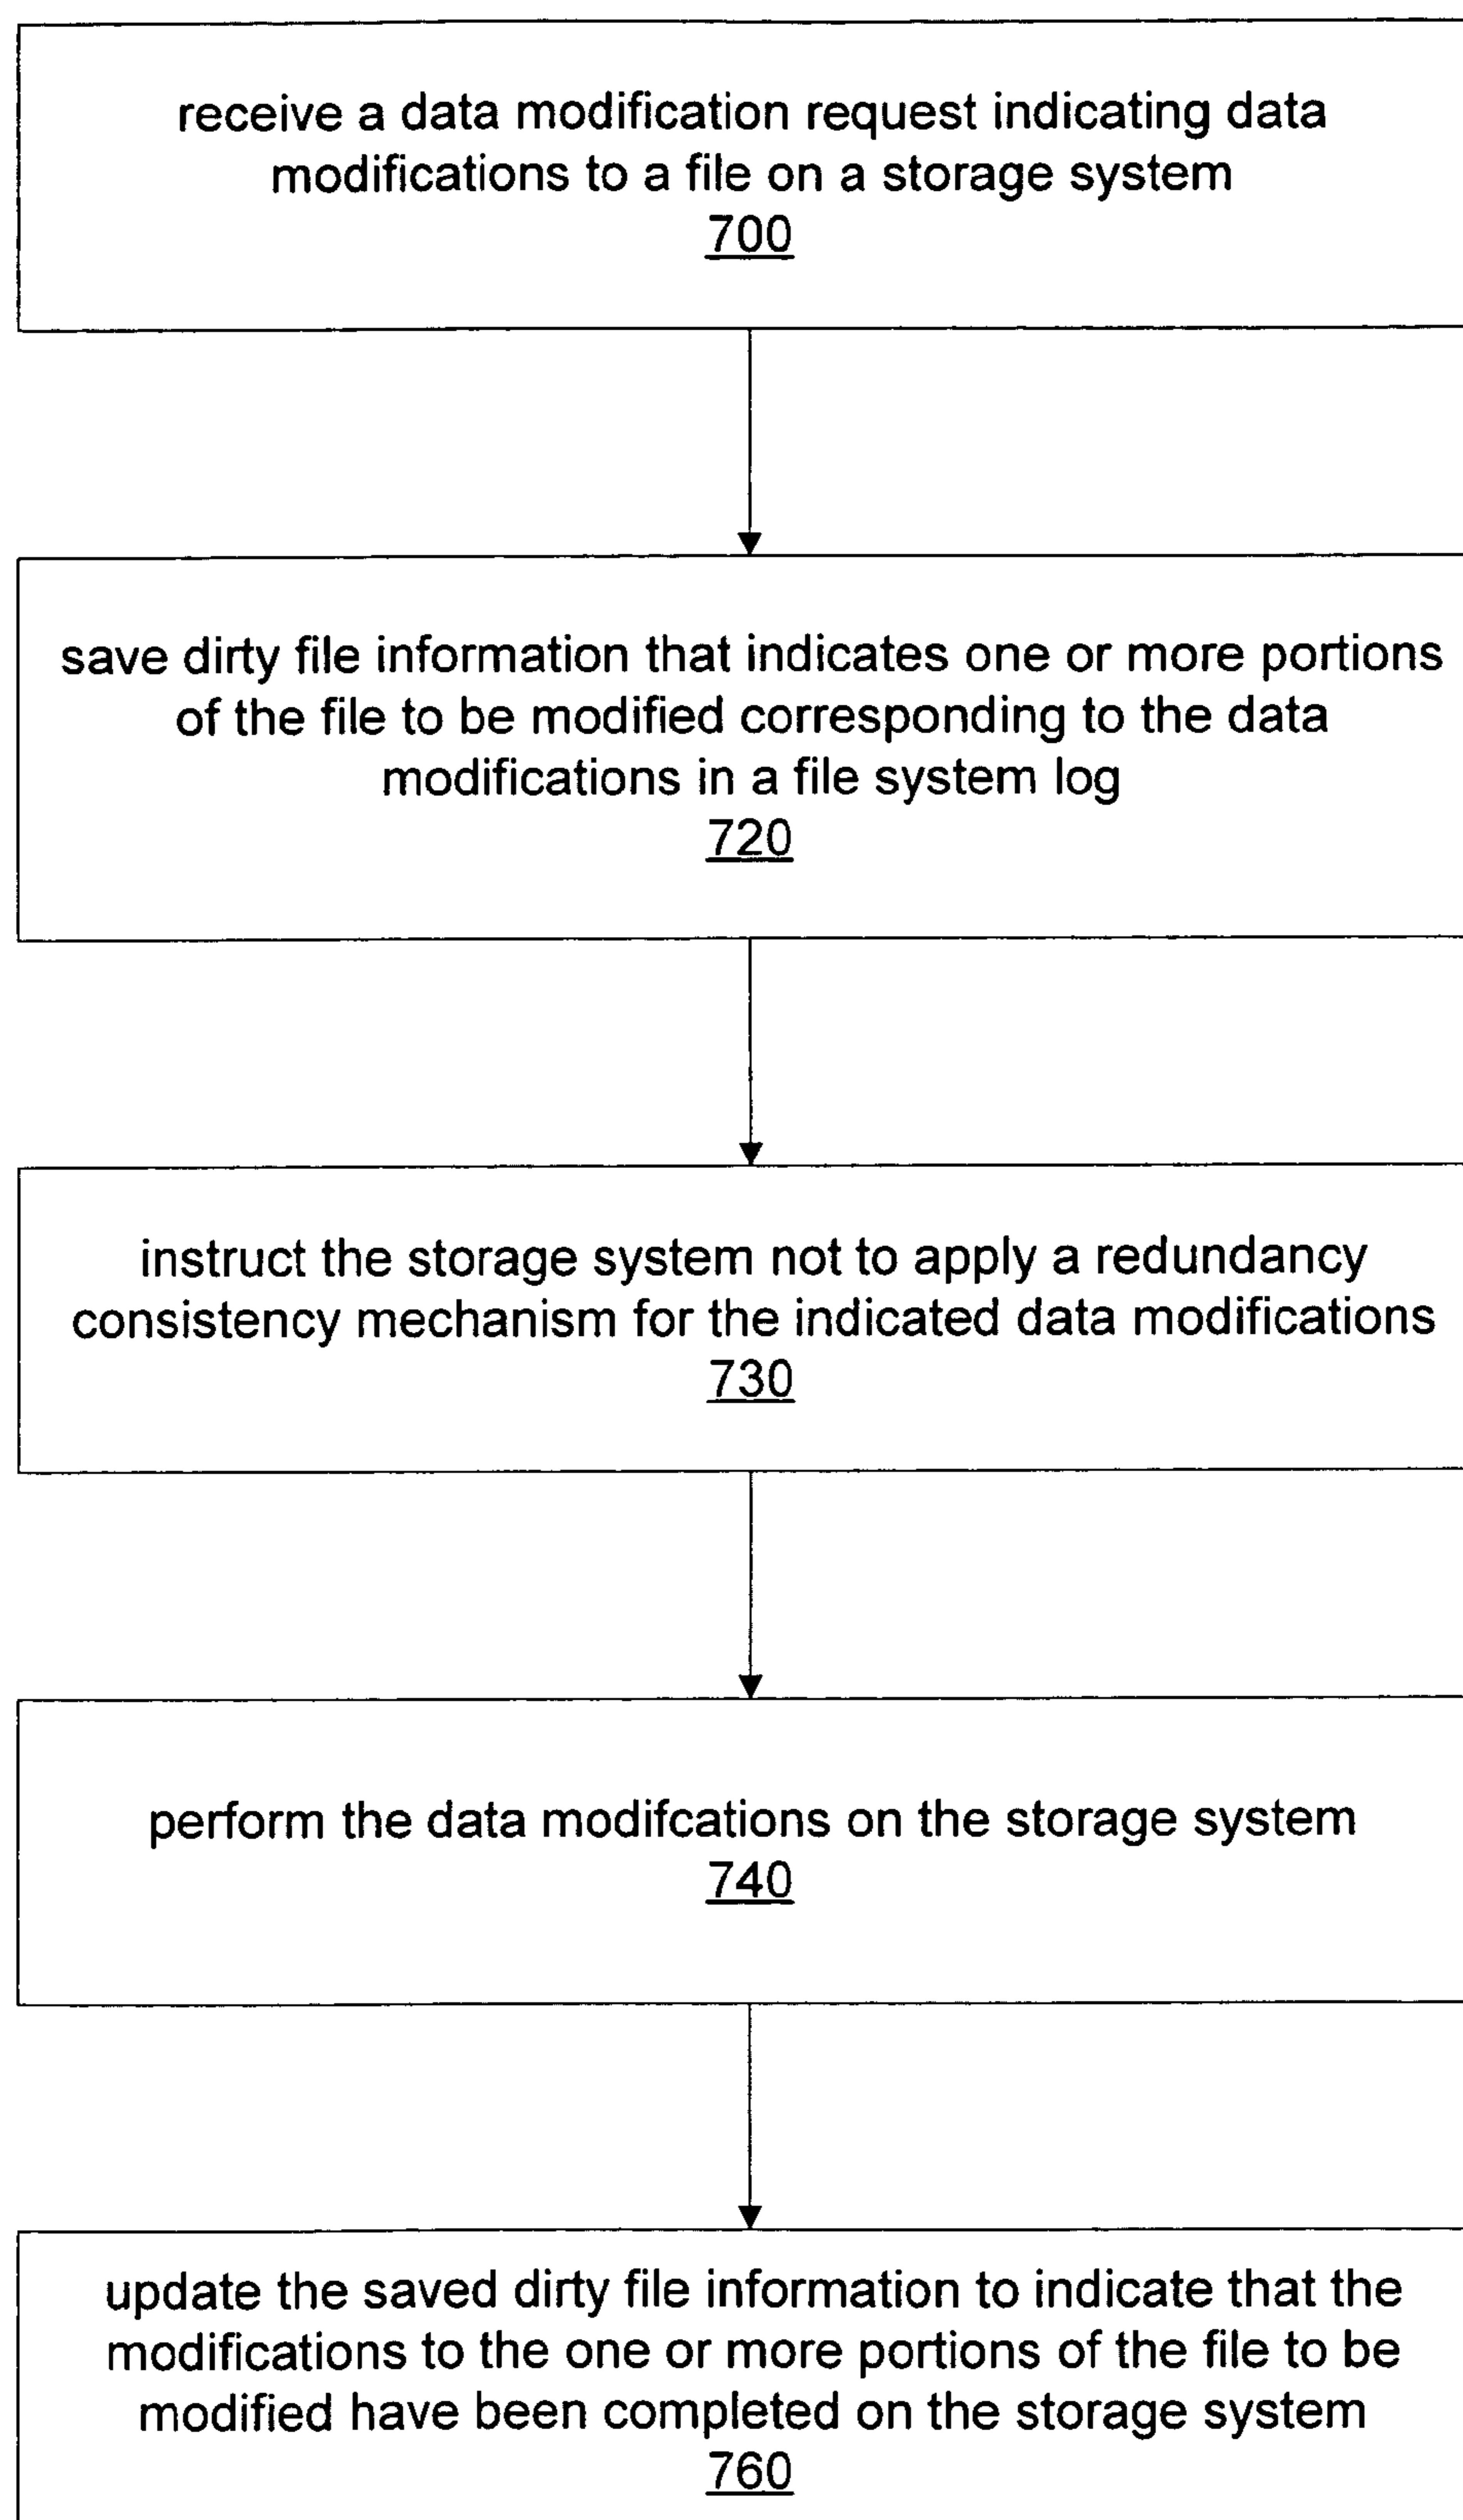 receive a data modification request indicating data
modifications to a file on a storage system
700
save dirty file information that indicates one or more portions
of the file to be modified corresponding to the data
modifications in a file system log
720
instruct the storage system not to apply a redundancy
consistency mechanism for the indicated data modifications
730
perform the data modifcations on the storage system
740
update the saved dirty file information to indicate that the
modifications to the one or more portions of the file to be
modified have been completed on the storage system
760